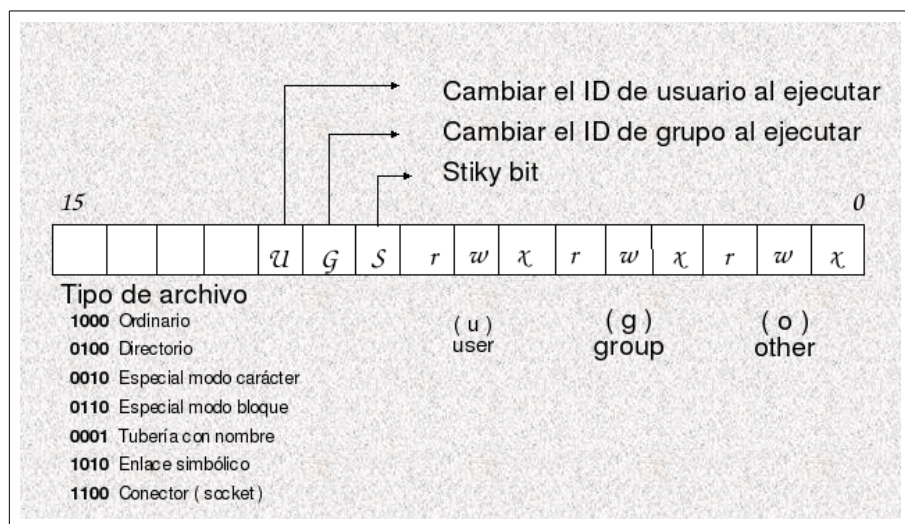 Cambiar el ID de usuario al ejecutar
Cambiar el ID de grupo al ejecutar
Stiky bit
15 0
U G S r w x r w x r w x
Tipo de archivo
1000 Ordinario
0100 Directorio
0010 Especial modo carácter
0110 Especial modo bloque
0001 Tubería con nombre
1010 Enlace simbólico
1100 Conector ( socket )
( u )
user
( g )
group
( o )
other